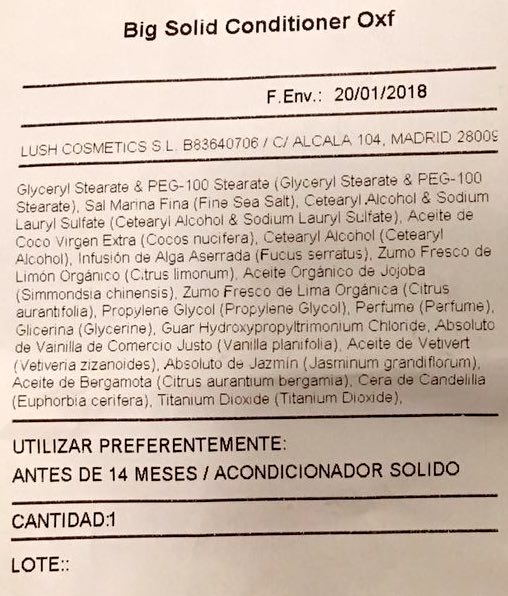 Big Solid Conditioner Oxf
F.Env.: 20/01/2018
LUSH COSMETICS S.L. B83640706 / C/ ALCALA 104, MADRID 28009
Glyceryl Stearate & PEG-100 Stearate (Glyceryl Stearate & PEG-100
Stearate), Sal Marina Fina (Fine Sea Salt), Cetearyl Alcohol & Sodium
Lauryl Sulfate (Cetearyl Alcohol & Sodium Lauryl Sulfate), Aceite de
Coco Virgen Extra (Cocos nucifera), Cetearyl Alcohol (Cetearyl
Alcohol), Infusión de Alga Aserrada (Fucus serratus), Zumo Fresco de
Limón Orgánico (Citrus limonum), Aceite Orgánico de Jojoba
(Simmondsia chinensis), Zumo Fresco de Lima Orgánica (Citrus
aurantifolia), Propylene Glycol (Propylene Glycol), Perfume (Perfume),
Glicerina (Glycerine), Guar Hydroxypropyltrimonium Chloride, Absoluto
de Vainilla de Comercio Justo (Vanilla planifolia), Aceite de Vetivert
(Vetiveria zizanoides), Absoluto de Jazmín (Jasminum grandiflorum),
Aceite de Bergamota (Citrus aurantium bergamia), Cera de Candelilla
(Euphorbia cerifera), Titanium Dioxide (Titanium Dioxide),
UTILIZAR PREFERENTEMENTE:
ANTES DE 14 MESES / ACONDICIONADOR SOLIDO
CANTIDAD:1
LOTE::